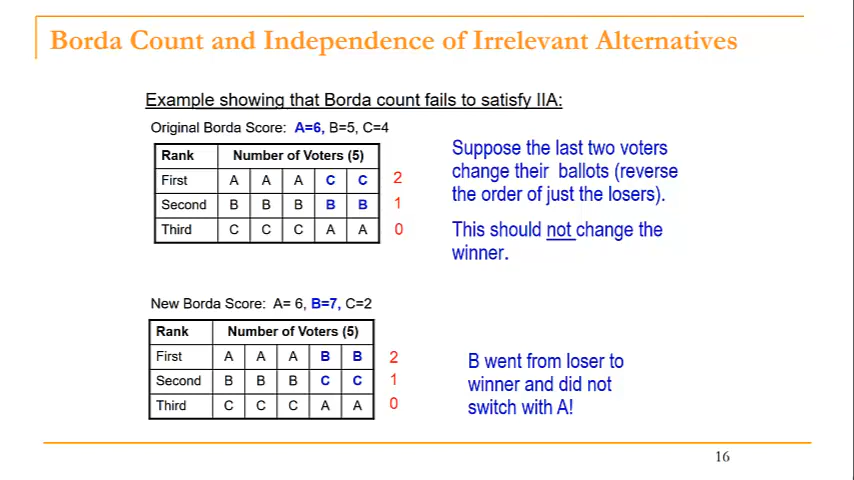 Borda Count and Independence of Irrelevant Alternatives
Example showing that Borda count fails to satisfy IIA:
Original Borda Score: A=6, B=5, C=4
Rank Number of Voters (5)
First A A A C C 2
Second B B B B B 1
Third C C C A A 0
Suppose the last two voters
change their ballots (reverse
the order of just the losers).
This should not change the
winner.
New Borda Score: A= 6, B=7, C=2
Rank Number of Voters (5)
First A A A B B 2
Second B B B C C 1
Third C C C A A 0
B went from loser to
winner and did not
switch with A!
16